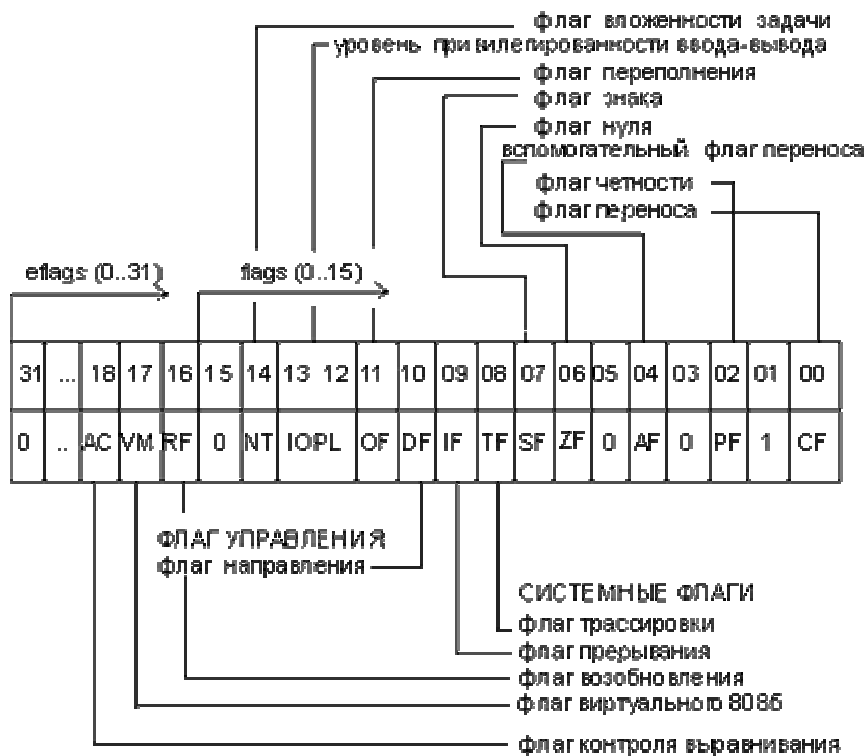 флаг вложенности задачи
уровень привилегированности ввода-вывода
флаг переполнения
флаг знака
флаг нуля
вспомогательный флаг переноса
флаг четности
флаг переноса
eflags (0..31)
flags (0..15)
31 ... 18 17 16 15 14 13 12 11 10 09 08 07 06 05 04 03 02 01 00
0 .. AC VM RF 0 NT IOPL OF DF IF TF SF ZF 0 AF 0 PF 1 CF
ФЛАГ УПРАВЛЕНИЯ
флаг направления
СИСТЕМНЫЕ ФЛАГИ
флаг трассировки
флаг прерывания
флаг возобновления
флаг виртуального 8086
флаг контроля выравнивания